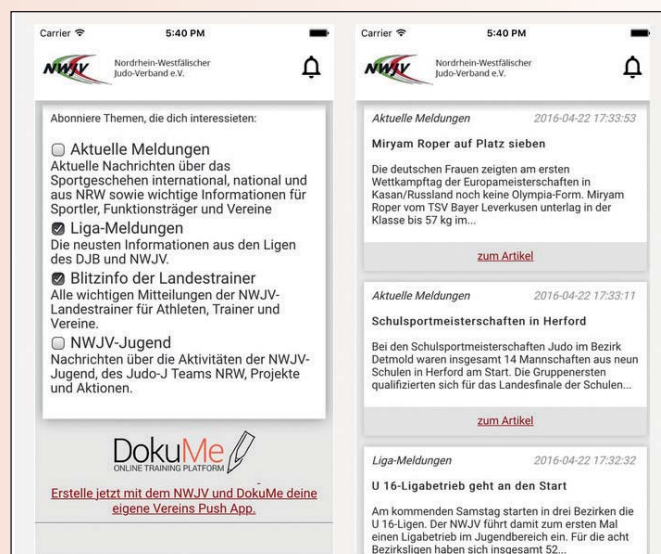 Carrier 5:40 PM
NWJV Nordrhein-Westfälischer
Judo-Verband e.V.
Abonniere Themen, die dich interessieten:
Aktuelle Meldungen
Aktuelle Nachrichten über das
Sportgeschehen international, national und
aus NRW sowie wichtige Informationen für
Sportler, Funktionsträger und Vereine
Liga-Meldungen
Die neusten Informationen aus den Ligen
des DJB und NWJV.
Blitzinfo der Landestrainer
Alle wichtigen Mitteilungen der NWJV-
Landestrainer für Athleten, Trainer und
Vereine.
NWJV-Jugend
Nachrichten über die Aktivitäten der NWJV-
Jugend, des Judo-J Teams NRW, Projekte
und Aktionen.
DokuMe
ONLINE TRAINING PLATFORM
Erstelle jetzt mit dem NWJV und DokuMe deine
eigene Vereins Push App.
Carrier 5:40 PM
NWJV Nordrhein-Westfälischer
Judo-Verband e.V.
Aktuelle Meldungen 2016-04-22 17:33:53
Miryam Roper auf Platz sieben
Die deutschen Frauen zeigten am ersten
Wettkampftag der Europameisterschaften in
Kasan/Russland noch keine Olympia-Form. Miryam
Roper vom TSV Bayer Leverkusen unterlag in der
Klasse bis 57 kg im...
zum Artikel
Aktuelle Meldungen 2016-04-22 17:33:11
Schulsportmeisterschaften in Herford
Bei den Schulsportmeisterschaften Judo im Bezirk
Detmold waren insgesamt 14 Mannschaften aus neun
Schulen in Herford am Start. Die Gruppenersten
qualifizierten sich für das Landesfinale der Schulen...
zum Artikel
Liga-Meldungen 2016-04-22 17:32:32
U 16-Ligabetrieb geht an den Start
Am kommenden Samstag starten in drei Bezirken die
U 16-Ligen. Der NWJV führt damit zum ersten Mal
einen Ligabetrieb im Jugendbereich ein. Für die acht
Bezirksligen haben sich insgesamt 52...